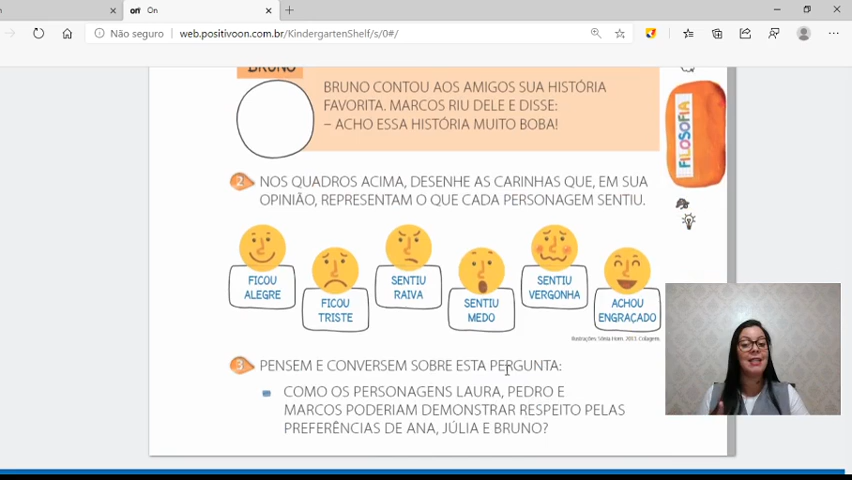 On
Não seguro
web.positivoon.com.br/KindergartenShelf/s/0#/
BRUNO
BRUNO CONTOU AOS AMIGOS SUA HISTÓRIA
FAVORITA. MARCOS RIU DELE E DISSE:
– ACHO ESSA HISTÓRIA MUITO BOBA!
FILOSOFIA
2 NOS QUADROS ACIMA, DESENHE AS CARINHAS QUE, EM SUA
OPINIÃO, REPRESENTAM O QUE CADA PERSONAGEM SENTIU.
FICOU
ALEGRE
FICOU
TRISTE
SENTIU
RAIVA
SENTIU
MEDO
SENTIU
VERGONHA
ACHOU
ENGRAÇADO
3 PENSEM E CONVERSEM SOBRE ESTA PERGUNTA:
COMO OS PERSONAGENS LAURA, PEDRO E
MARCOS PODERIAM DEMONSTRAR RESPEITO PELAS
PREFERÊNCIAS DE ANA, JÚLIA E BRUNO?